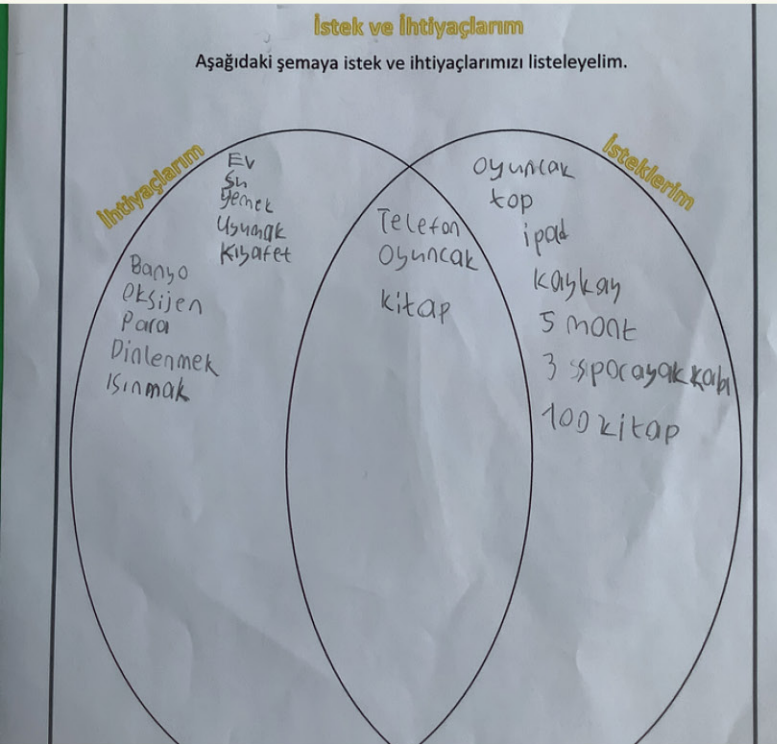 İstek ve İhtiyaçlarım
Aşağıdaki şemaya istek ve ihtiyaçlarımızı listeleyelim.
İhtiyaçlarım
Ev
Su
yemek
Uyumak
Kıyafet
Banyo
Oksijen
Para
Dinlenmek
Isınmak
Telefon
Oyuncak
kitap
İsteklerim
Oyuncak
top
ipad
kaykay
5 mont
3 sporayakkabı
100 kitap